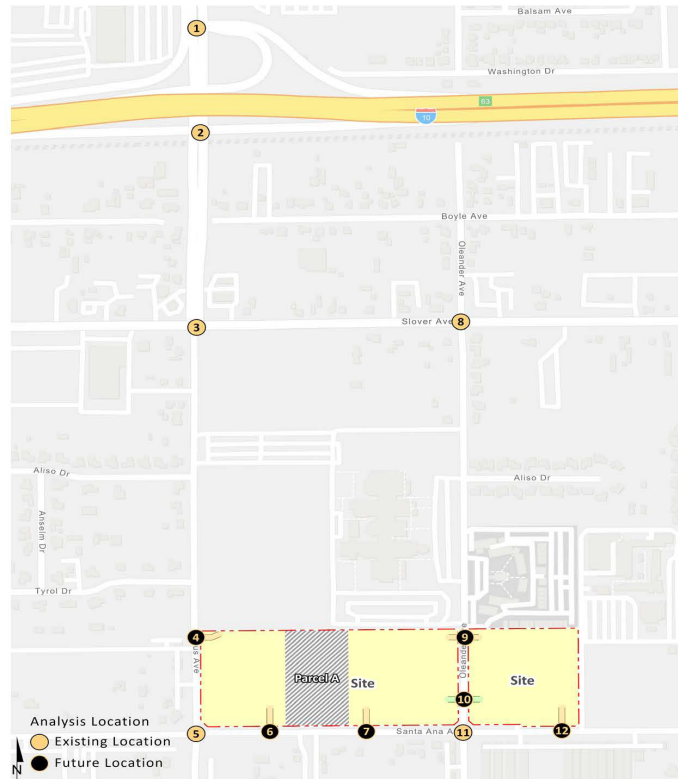 Balsam Ave
1
Washington Dr
63
10
2
Boyle Ave
Oleander Ave
Slover Ave
8
3
Aliso Dr
Aliso Dr
Anselm Dr
Tyrol Dr
4
9
Parcel A
Site
Site
10
Analysis Location
Existing Location
Future Location
N
5
6
7
Santa Ana A
11
12